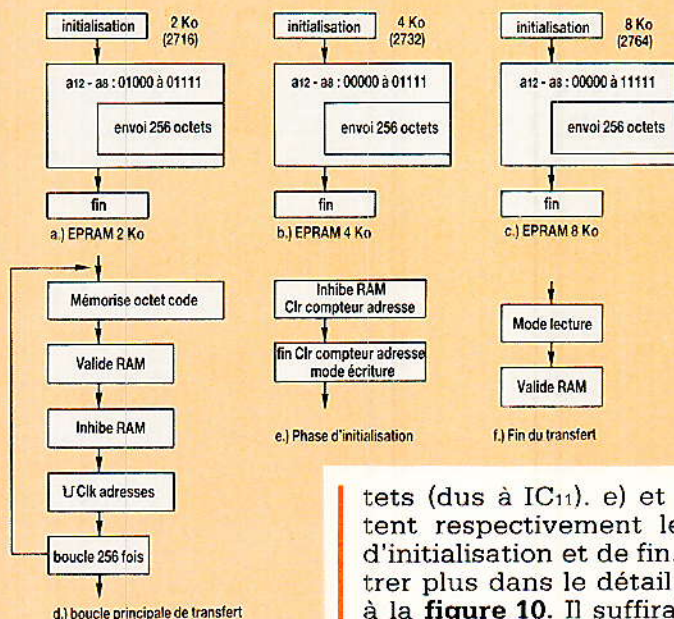 initialisation
2 Ko
(2716)
a12 - a8 : 01000 à 01111
envoi 256 octets
fin
a.) EPRAM 2 Ko
initialisation
4 Ko
(2732)
a12 - a8 : 00000 à 01111
envoi 256 octets
fin
b.) EPRAM 4 Ko
initialisation
8 Ko
(2764)
a12 - a8 : 00000 à 11111
envoi 256 octets
fin
c.) EPRAM 8 Ko
Mémorise octet code
Valide RAM
Inhibe RAM
Clk adresses
boucle 256 fois
d.) boucle principale de transfert
Inhibe RAM
Clr compteur adresse
fin Clr compteur adresse
mode écriture
e.) Phase d'initialisation
Mode lecture
Valide RAM
f.) Fin du transfert
tets (dus à IC11). e) et
tent respectivement le
d'initialisation et de fin.
trer plus dans le détail
à la figure 10. Il suffira